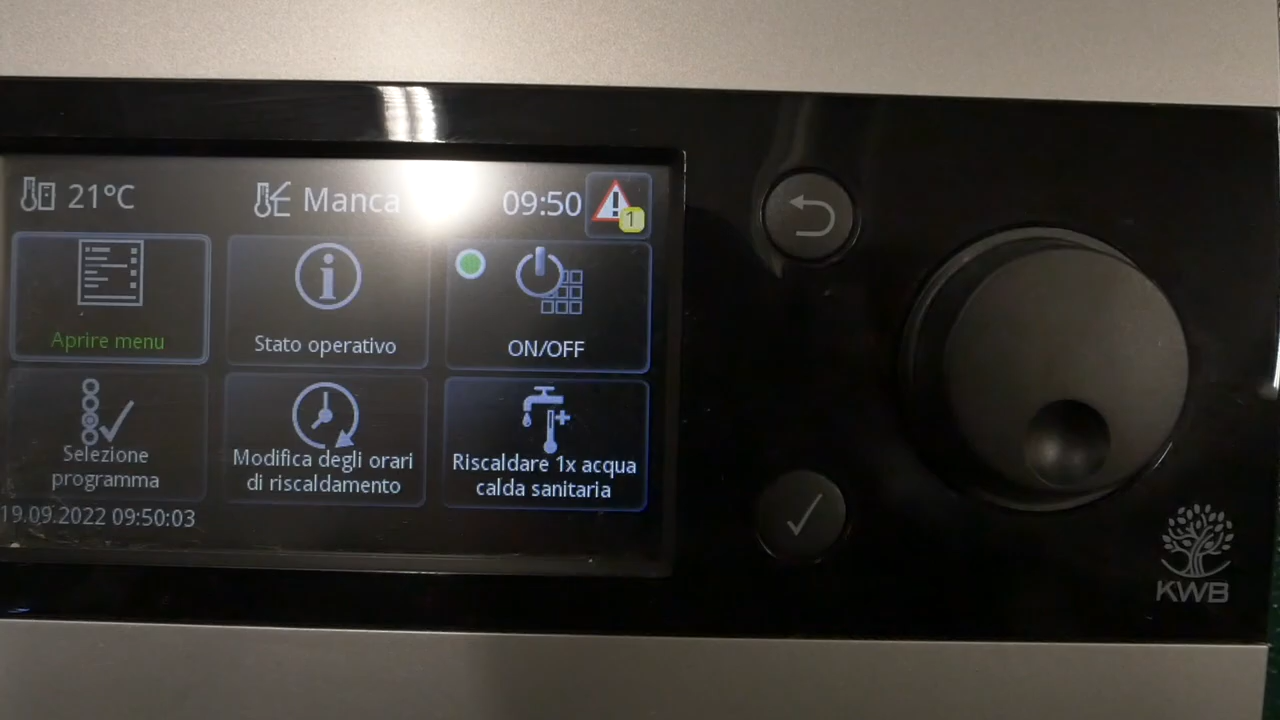 21°C Manca 09:50 1
Aprire menu
Stato operativo
ON/OFF
Selezione
programma
Modifica degli orari
di riscaldamento
Riscaldare 1x acqua
calda sanitaria
19.09.2022 09:50:03
KWB